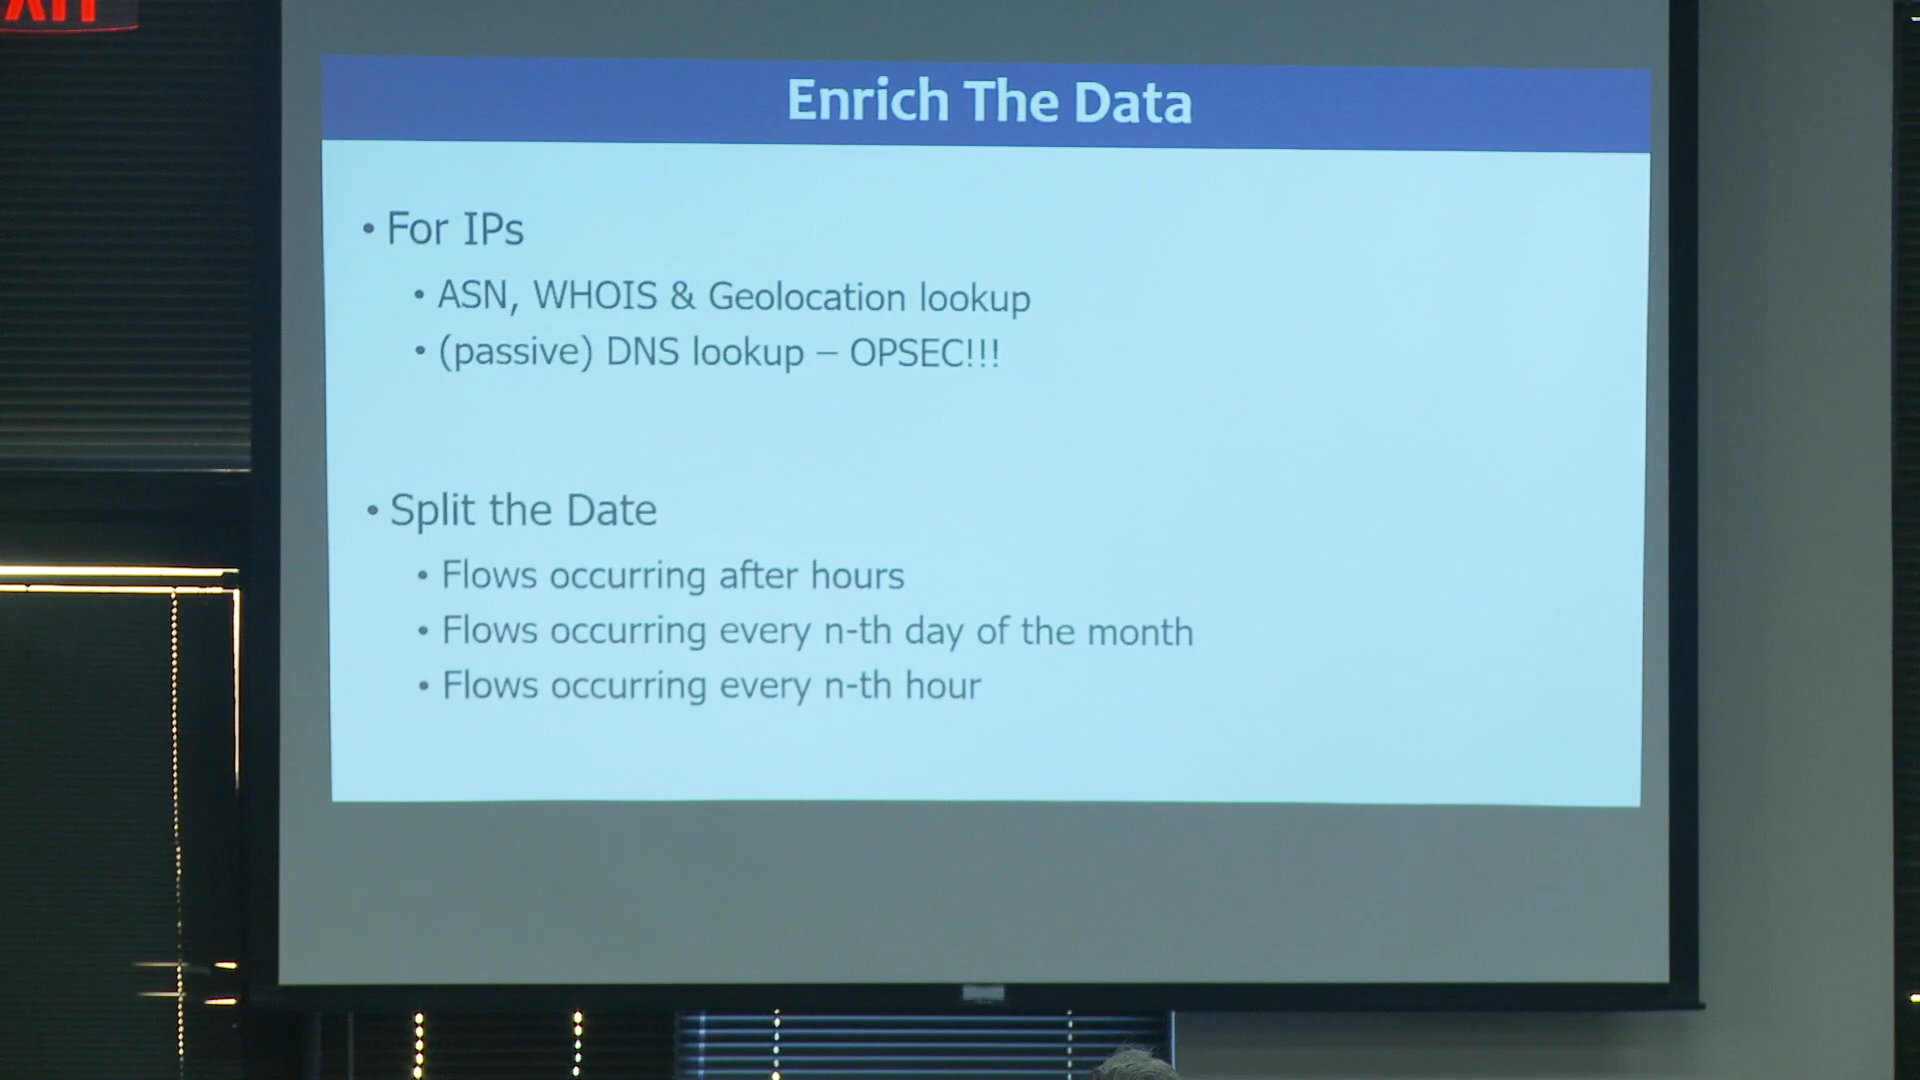 Enrich The Data
• For IPs
• ASN, WHOIS & Geolocation lookup
• (passive) DNS lookup – OPSEC!!!
• Split the Date
• Flows occurring after hours
• Flows occurring every n-th day of the month
• Flows occurring every n-th hour